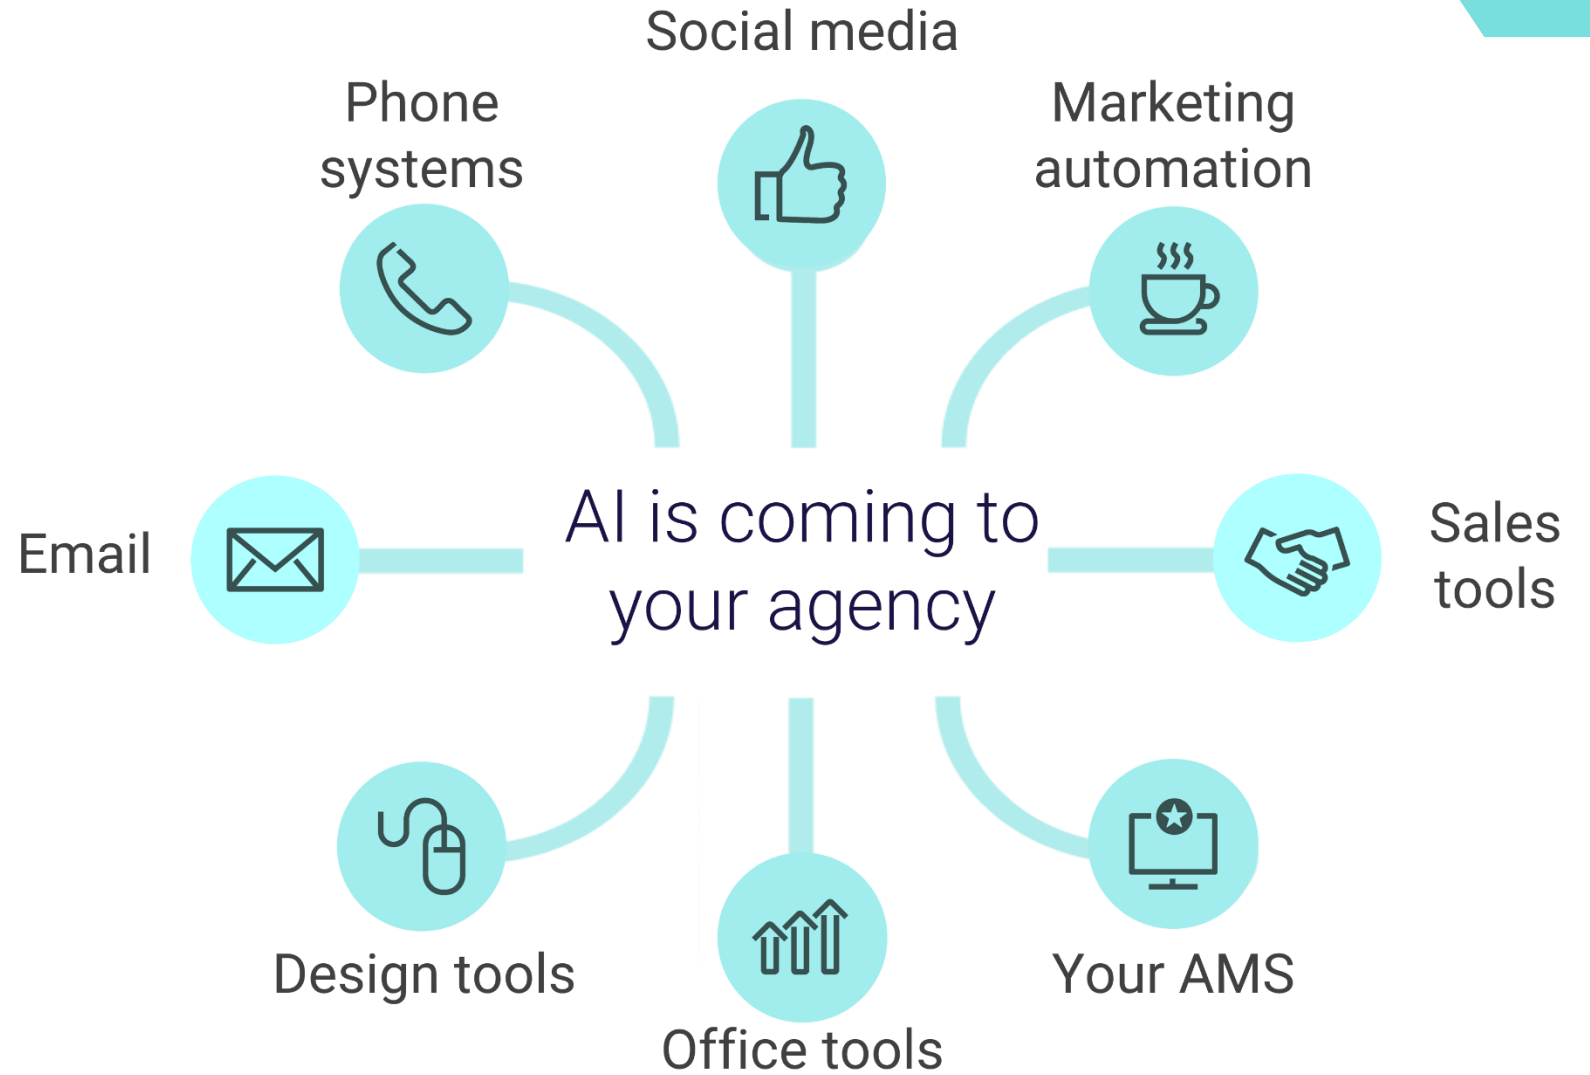 Social media
Phone
systems
Marketing
automation
Email
AI is coming to
your agency
Sales
tools
Design tools
Your AMS
Office tools